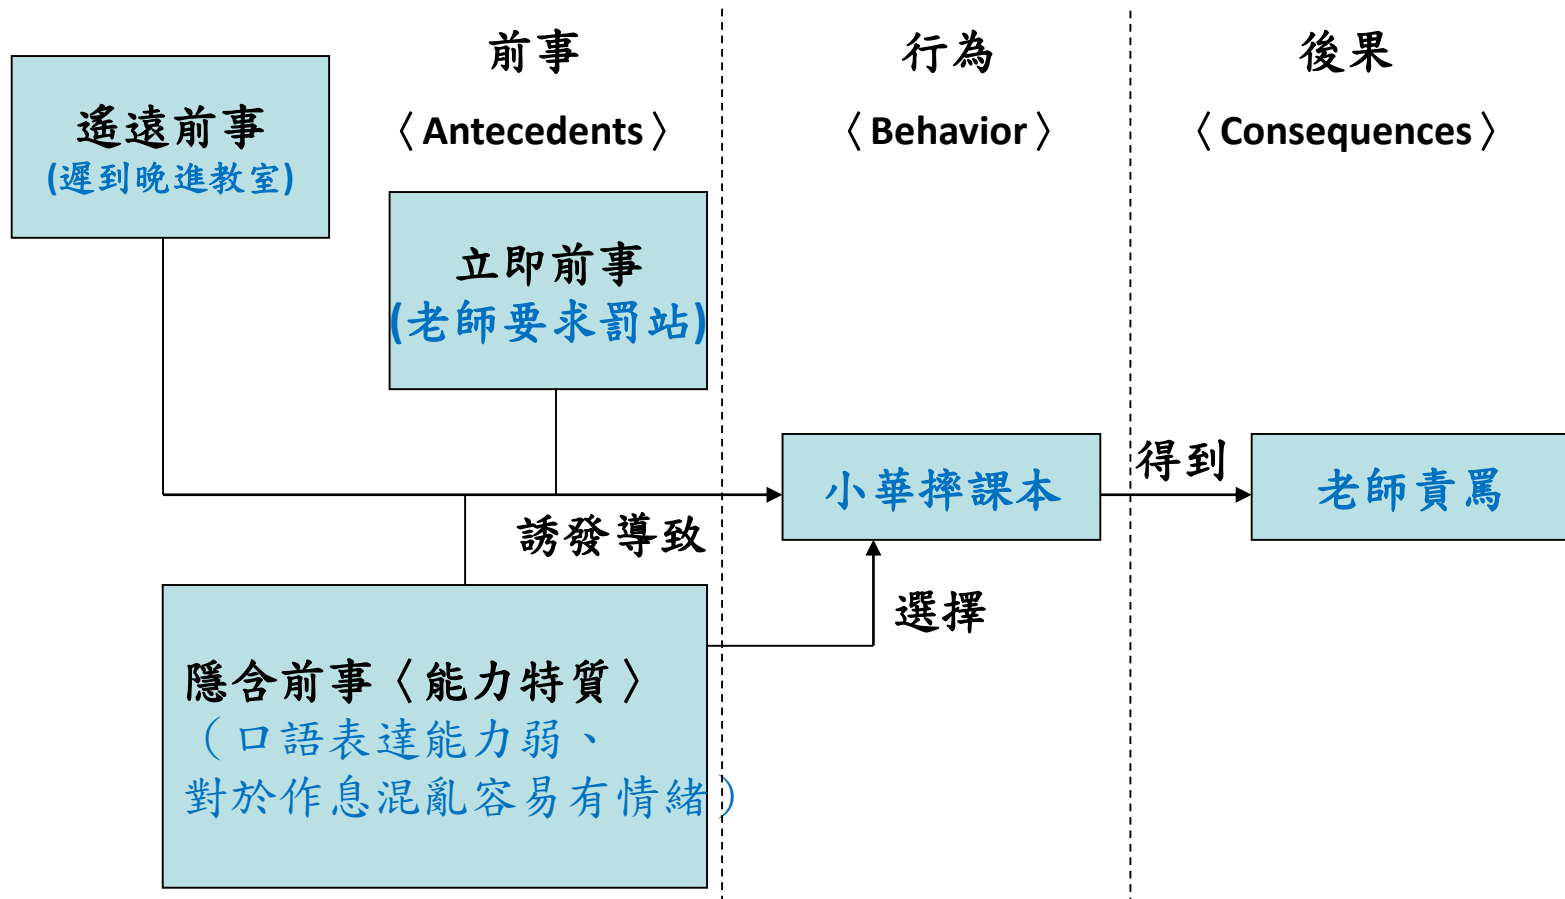 前事
〈Antecedents〉
行為
〈Behavior〉
後果
〈Consequences〉
遙遠前事
(遲到晚進教室)
立即前事
(老師要求罰站)
誘發導致
小華摔課本
得到
老師責罵
選擇
隱含前事〈能力特質〉
（口語表達能力弱、
對於作息混亂容易有情緒）